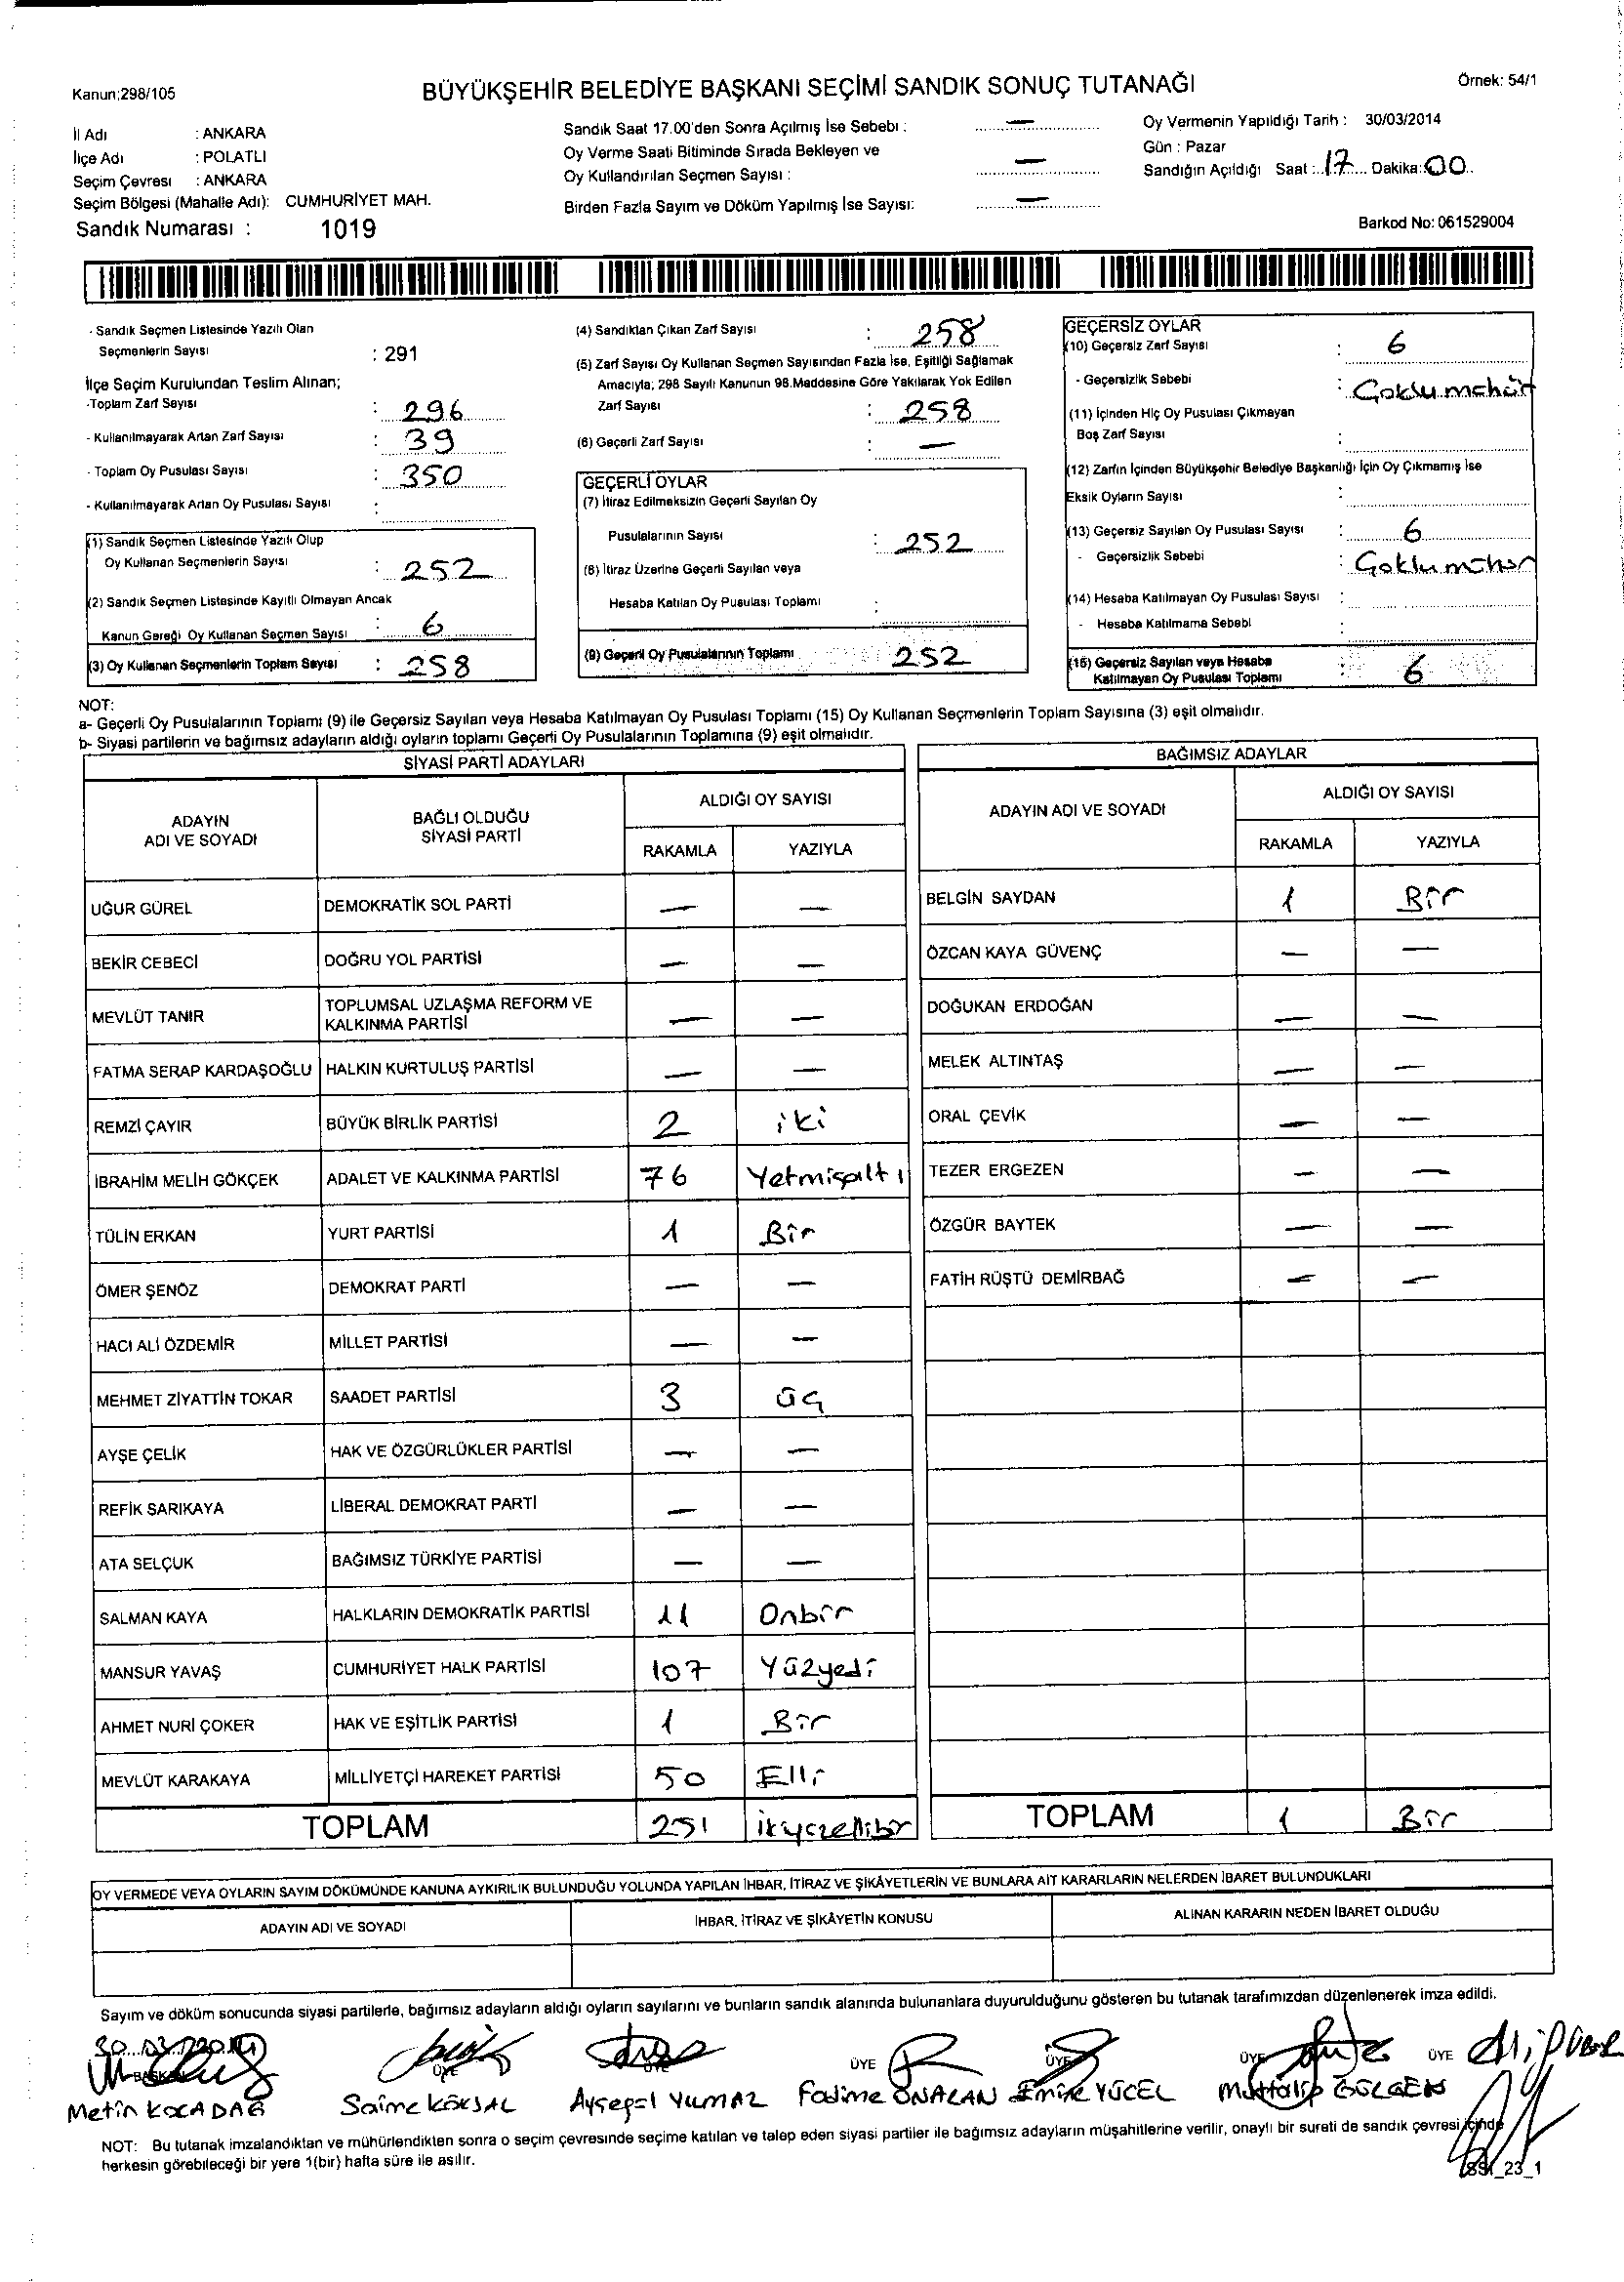 Kanun:298/105
BÜYÜKŞEHİR BELEDİYE BAŞKANI SEÇİMİ SANDIK SONUÇ TUTANAĞI
Örnek: 54/1
İl Adı : ANKARA
İlçe Adı : POLATLI
Seçim Çevresi : ANKARA
Seçim Bölgesi (Mahalle Adı): CUMHURİYET MAH.
Sandık Numarası : 1019
Sandık Saat 17.00'den Sonra Açılmış İse Sebebi : —
Oy Verme Saati Bitiminde Sırada Bekleyen ve
Oy Kullandırılan Seçmen Sayısı : —
Birden Fazla Sayım ve Döküm Yapılmış İse Sayısı: —
Oy Vermenin Yapıldığı Tarih : 30/03/2014
Gün : Pazar
Sandığın Açıldığı Saat : 17 Dakika: 00
Barkod No: 061529004
- Sandık Seçmen Listesinde Yazılı Olan
Seçmenlerin Sayısı : 291
İlçe Seçim Kurulundan Teslim Alınan;
-Toplam Zarf Sayısı : 296
- Kullanılmayarak Artan Zarf Sayısı : 39
- Toplam Oy Pusulası Sayısı : 350
- Kullanılmayarak Artan Oy Pusulası Sayısı :
(1) Sandık Seçmen Listesinde Yazılı Olup
Oy Kullanan Seçmenlerin Sayısı : 252
(2) Sandık Seçmen Listesinde Kayıtlı Olmayan Ancak
Kanun Gereği Oy Kullanan Seçmen Sayısı : 6
(3) Oy Kullanan Seçmenlerin Toplam Sayısı : 258
(4) Sandıktan Çıkan Zarf Sayısı : 258
(5) Zarf Sayısı Oy Kullanan Seçmen Sayısından Fazla İse, Eşitliği Sağlamak
Amacıyla; 298 Sayılı Kanunun 98.Maddesine Göre Yakılarak Yok Edilen
Zarf Sayısı : 258
(6) Geçerli Zarf Sayısı : —
GEÇERLİ OYLAR
(7) İtiraz Edilmeksizin Geçerli Sayılan Oy
Pusulalarının Sayısı : 252
(8) İtiraz Üzerine Geçerli Sayılan veya
Hesaba Katılan Oy Pusulası Toplamı :
(9) Geçerli Oy Pusulalarının Toplamı : 252
GEÇERSİZ OYLAR
(10) Geçersiz Zarf Sayısı : 6
- Geçersizlik Sebebi :
(11) İçinden Hiç Oy Pusulası Çıkmayan
Boş Zarf Sayısı :
(12) Zarfın İçinden Büyükşehir Belediye Başkanlığı İçin Oy Çıkmamış İse
Eksik Oyların Sayısı :
(13) Geçersiz Sayılan Oy Pusulası Sayısı : 6
- Geçersizlik Sebebi :
(14) Hesaba Katılmayan Oy Pusulası Sayısı :
- Hesaba Katılmama Sebebi :
(15) Geçersiz Sayılan veya Hesaba
Katılmayan Oy Pusulası Toplamı : 6
NOT:
a- Geçerli Oy Pusulalarının Toplamı (9) ile Geçersiz Sayılan veya Hesaba Katılmayan Oy Pusulası Toplamı (15) Oy Kullanan Seçmenlerin Toplam Sayısına (3) eşit olmalıdır.
b- Siyasi partilerin ve bağımsız adayların aldığı oyların toplamı Geçerli Oy Pusulalarının Toplamına (9) eşit olmalıdır.
SİYASİ PARTİ ADAYLARI
ADAYIN
ADI VE SOYADI
BAĞLI OLDUĞU
SİYASİ PARTİ
ALDIĞI OY SAYISI
RAKAMLA YAZIYLA
UĞUR GÜREL DEMOKRATİK SOL PARTİ — —
BEKİR CEBECİ DOĞRU YOL PARTİSİ — —
MEVLÜT TANIR TOPLUMSAL UZLAŞMA REFORM VE
KALKINMA PARTİSİ — —
FATMA SERAP KARDAŞOĞLU HALKIN KURTULUŞ PARTİSİ — —
REMZİ ÇAYIR BÜYÜK BİRLİK PARTİSİ 2 iki
İBRAHİM MELİH GÖKÇEK ADALET VE KALKINMA PARTİSİ 76 Yetmişaltı
TÜLİN ERKAN YURT PARTİSİ 1 Bir
ÖMER ŞENÖZ DEMOKRAT PARTİ — —
HACI ALİ ÖZDEMİR MİLLET PARTİSİ — —
MEHMET ZİYATTİN TOKAR SAADET PARTİSİ 3 üç
AYŞE ÇELİK HAK VE ÖZGÜRLÜKLER PARTİSİ — —
REFİK SARIKAYA LİBERAL DEMOKRAT PARTİ — —
ATA SELÇUK BAĞIMSIZ TÜRKİYE PARTİSİ — —
SALMAN KAYA HALKLARIN DEMOKRATİK PARTİSİ 11 Onbir
MANSUR YAVAŞ CUMHURİYET HALK PARTİSİ 107 Yüzyedi
AHMET NURİ ÇOKER HAK VE EŞİTLİK PARTİSİ 1 Bir
MEVLÜT KARAKAYA MİLLİYETÇİ HAREKET PARTİSİ 50 Elli
TOPLAM 251
BAĞIMSIZ ADAYLAR
ADAYIN ADI VE SOYADI
ALDIĞI OY SAYISI
RAKAMLA YAZIYLA
BELGİN SAYDAN 1 Bir
ÖZCAN KAYA GÜVENÇ — —
DOĞUKAN ERDOĞAN — —
MELEK ALTINTAŞ — —
ORAL ÇEVİK — —
TEZER ERGEZEN — —
ÖZGÜR BAYTEK — —
FATİH RÜŞTÜ DEMİRBAĞ — —
TOPLAM 1 Bir
OY VERMEDE VEYA OYLARIN SAYIM DÖKÜMÜNDE KANUNA AYKIRILIK BULUNDUĞU YOLUNDA YAPILAN İHBAR, İTİRAZ VE ŞİKÂYETLERİN VE BUNLARA AİT KARARLARIN NELERDEN İBARET BULUNDUKLARI
ADAYIN ADI VE SOYADI İHBAR, İTİRAZ VE ŞİKÂYETİN KONUSU ALINAN KARARIN NEDEN İBARET OLDUĞU
Sayım ve döküm sonucunda siyasi partilerle, bağımsız adayların aldığı oyların sayılarını ve bunların sandık alanında bulunanlara duyurulduğunu gösteren bu tutanak tarafımızdan düzenlenerek imza edildi.
BAŞKAN ÜYE ÜYE ÜYE ÜYE ÜYE ÜYE
Metin KOCADAĞ Saime KÖKSAL Ayşegül YILMAZ Fadime ÜNALAN Emine YÜCEL Muttalip
NOT: Bu tutanak imzalandıktan ve mühürlendikten sonra o seçim çevresinde seçime katılan ve talep eden siyasi partiler ile bağımsız adayların müşahitlerine verilir, onaylı bir sureti de sandık çevresi içinde
herkesin görebileceği bir yere 1(bir) hafta süre ile asılır.